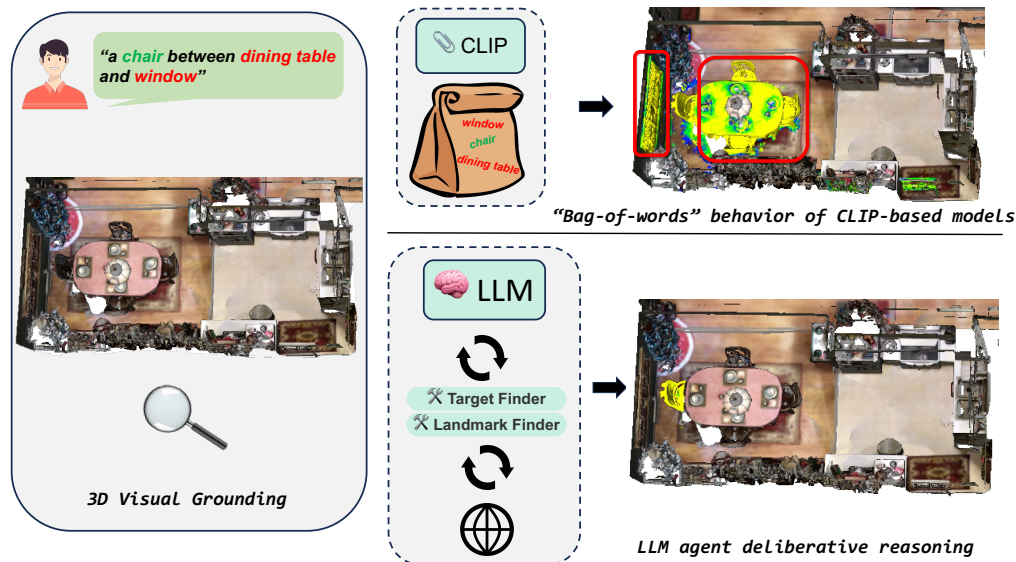 “a chair between dining table
and window”
3D Visual Grounding
CLIP
window
chair
dining table
“Bag-of-words” behavior of CLIP-based models
LLM
Target Finder
Landmark Finder
LLM agent deliberative reasoning